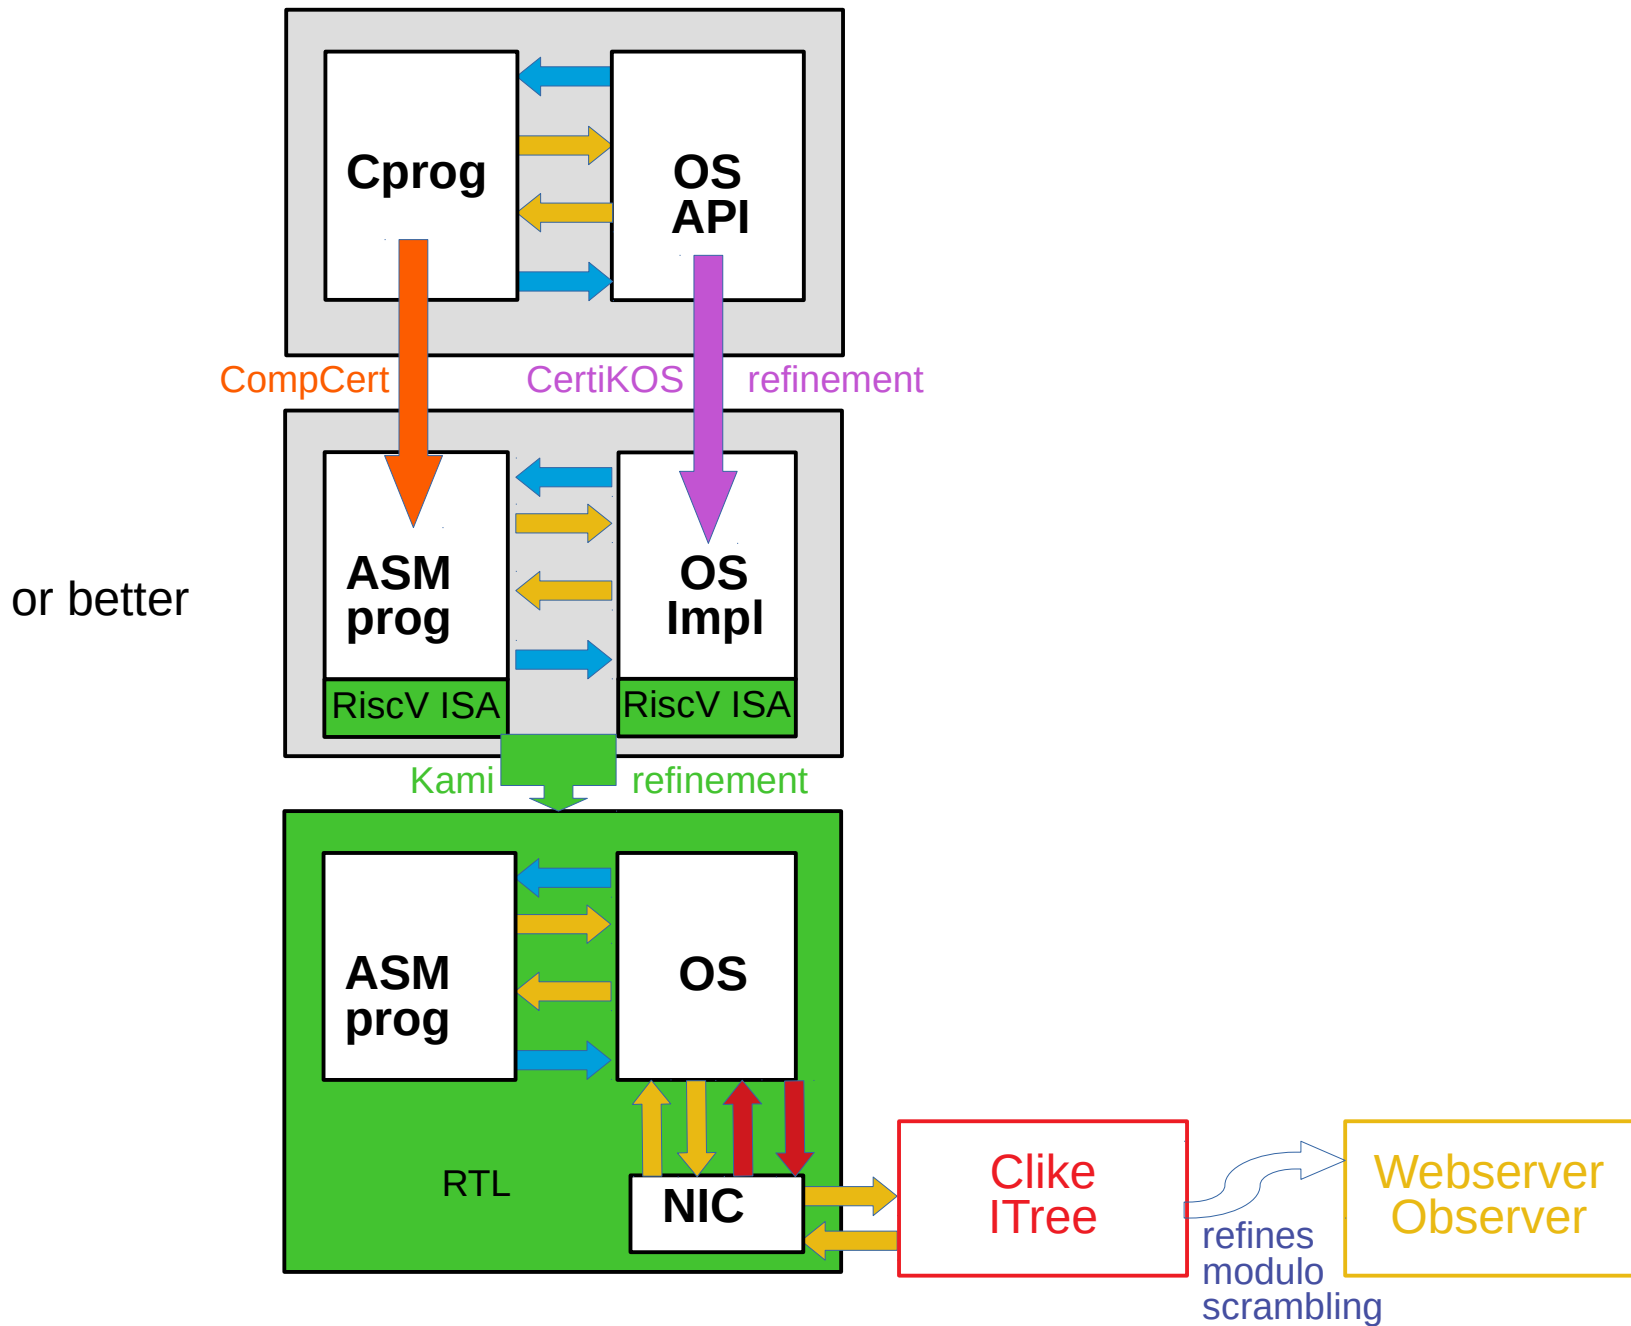 Cprog
OS
API
CompCert
CertiKOS refinement
or better
ASM
prog
OS
Impl
RiscV ISA
RiscV ISA
Kami refinement
ASM
prog
OS
RTL
NIC
Clike
ITree
refines
modulo
scrambling
Webserver
Observer